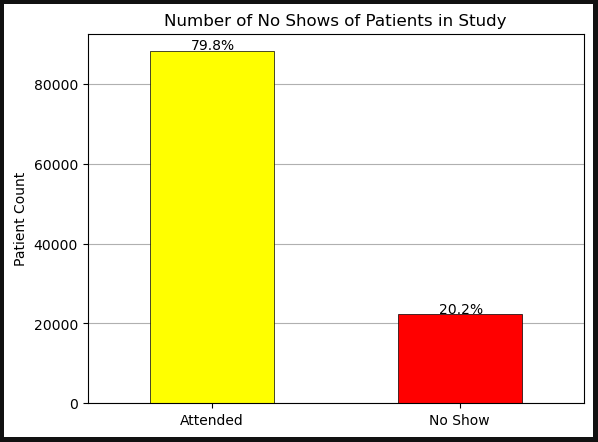 Number of No Shows of Patients in Study
Patient Count
80000
60000
40000
20000
0
79.8%
20.2%
Attended
No Show